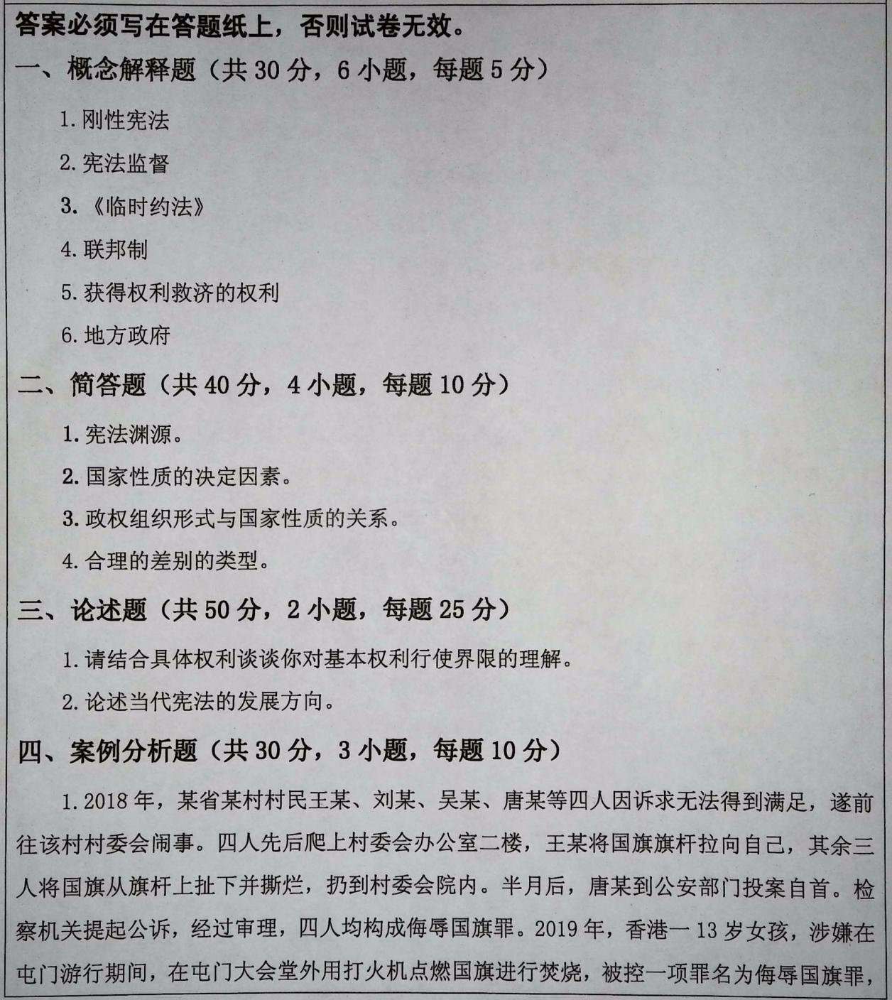 答案必须写在答题纸上，否则试卷无效。
一、概念解释题（共 30 分，6 小题，每题 5 分）
1. 刚性宪法
2. 宪法监督
3. 《临时约法》
4. 联邦制
5. 获得权利救济的权利
6. 地方政府
二、简答题（共 40 分，4 小题，每题 10 分）
1. 宪法渊源。
2. 国家性质的决定因素。
3. 政权组织形式与国家性质的关系。
4. 合理的差别的类型。
三、论述题（共 50 分，2 小题，每题 25 分）
1. 请结合具体权利谈谈你对基本权利行使界限的理解。
2. 论述当代宪法的发展方向。
四、案例分析题（共 30 分，3 小题，每题 10 分）
1. 2018 年，某省某村村民王某、刘某、吴某、唐某等四人因诉求无法得到满足，遂前
往该村村委会闹事。四人先后爬上村委会办公室二楼，王某将国旗旗杆拉向自己，其余三
人将国旗从旗杆上扯下并撕烂，扔到村委会院内。半月后，唐某到公安部门投案自首。检
察机关提起公诉，经过审理，四人均构成侮辱国旗罪。2019 年，香港一 13 岁女孩，涉嫌在
屯门游行期间，在屯门大会堂外用打火机点燃国旗进行焚烧，被控一项罪名为侮辱国旗罪，